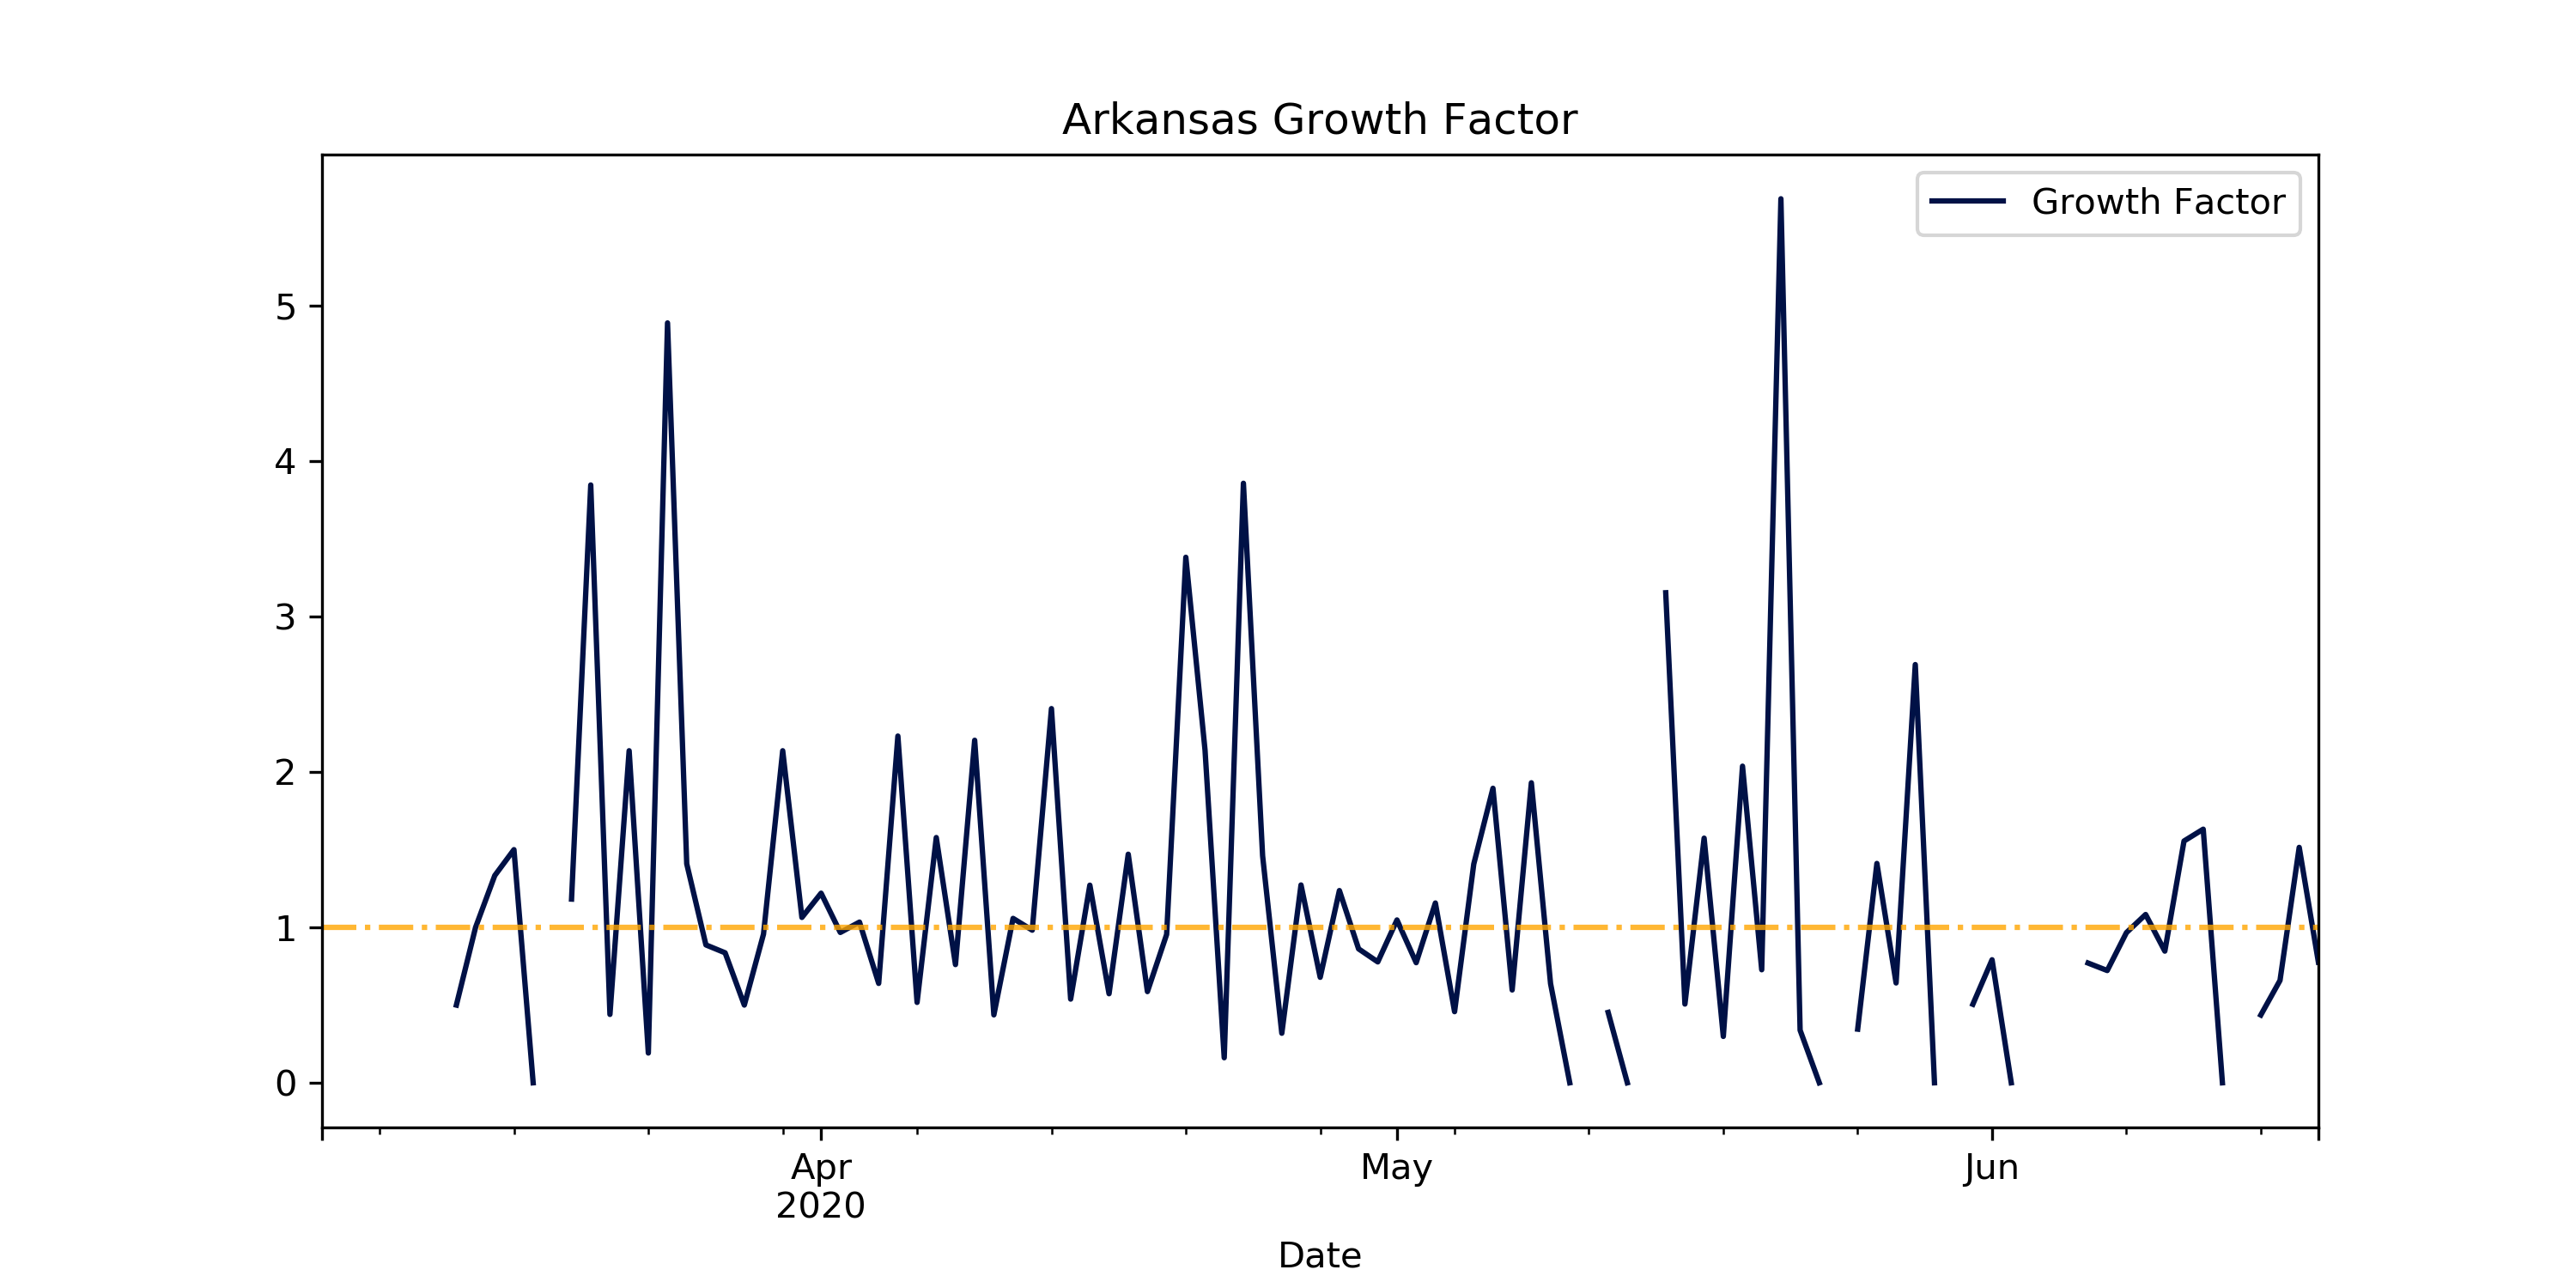 Arkansas Growth Factor
Growth Factor
5
4
3
2
1
0
Apr
2020
May
Jun
Date